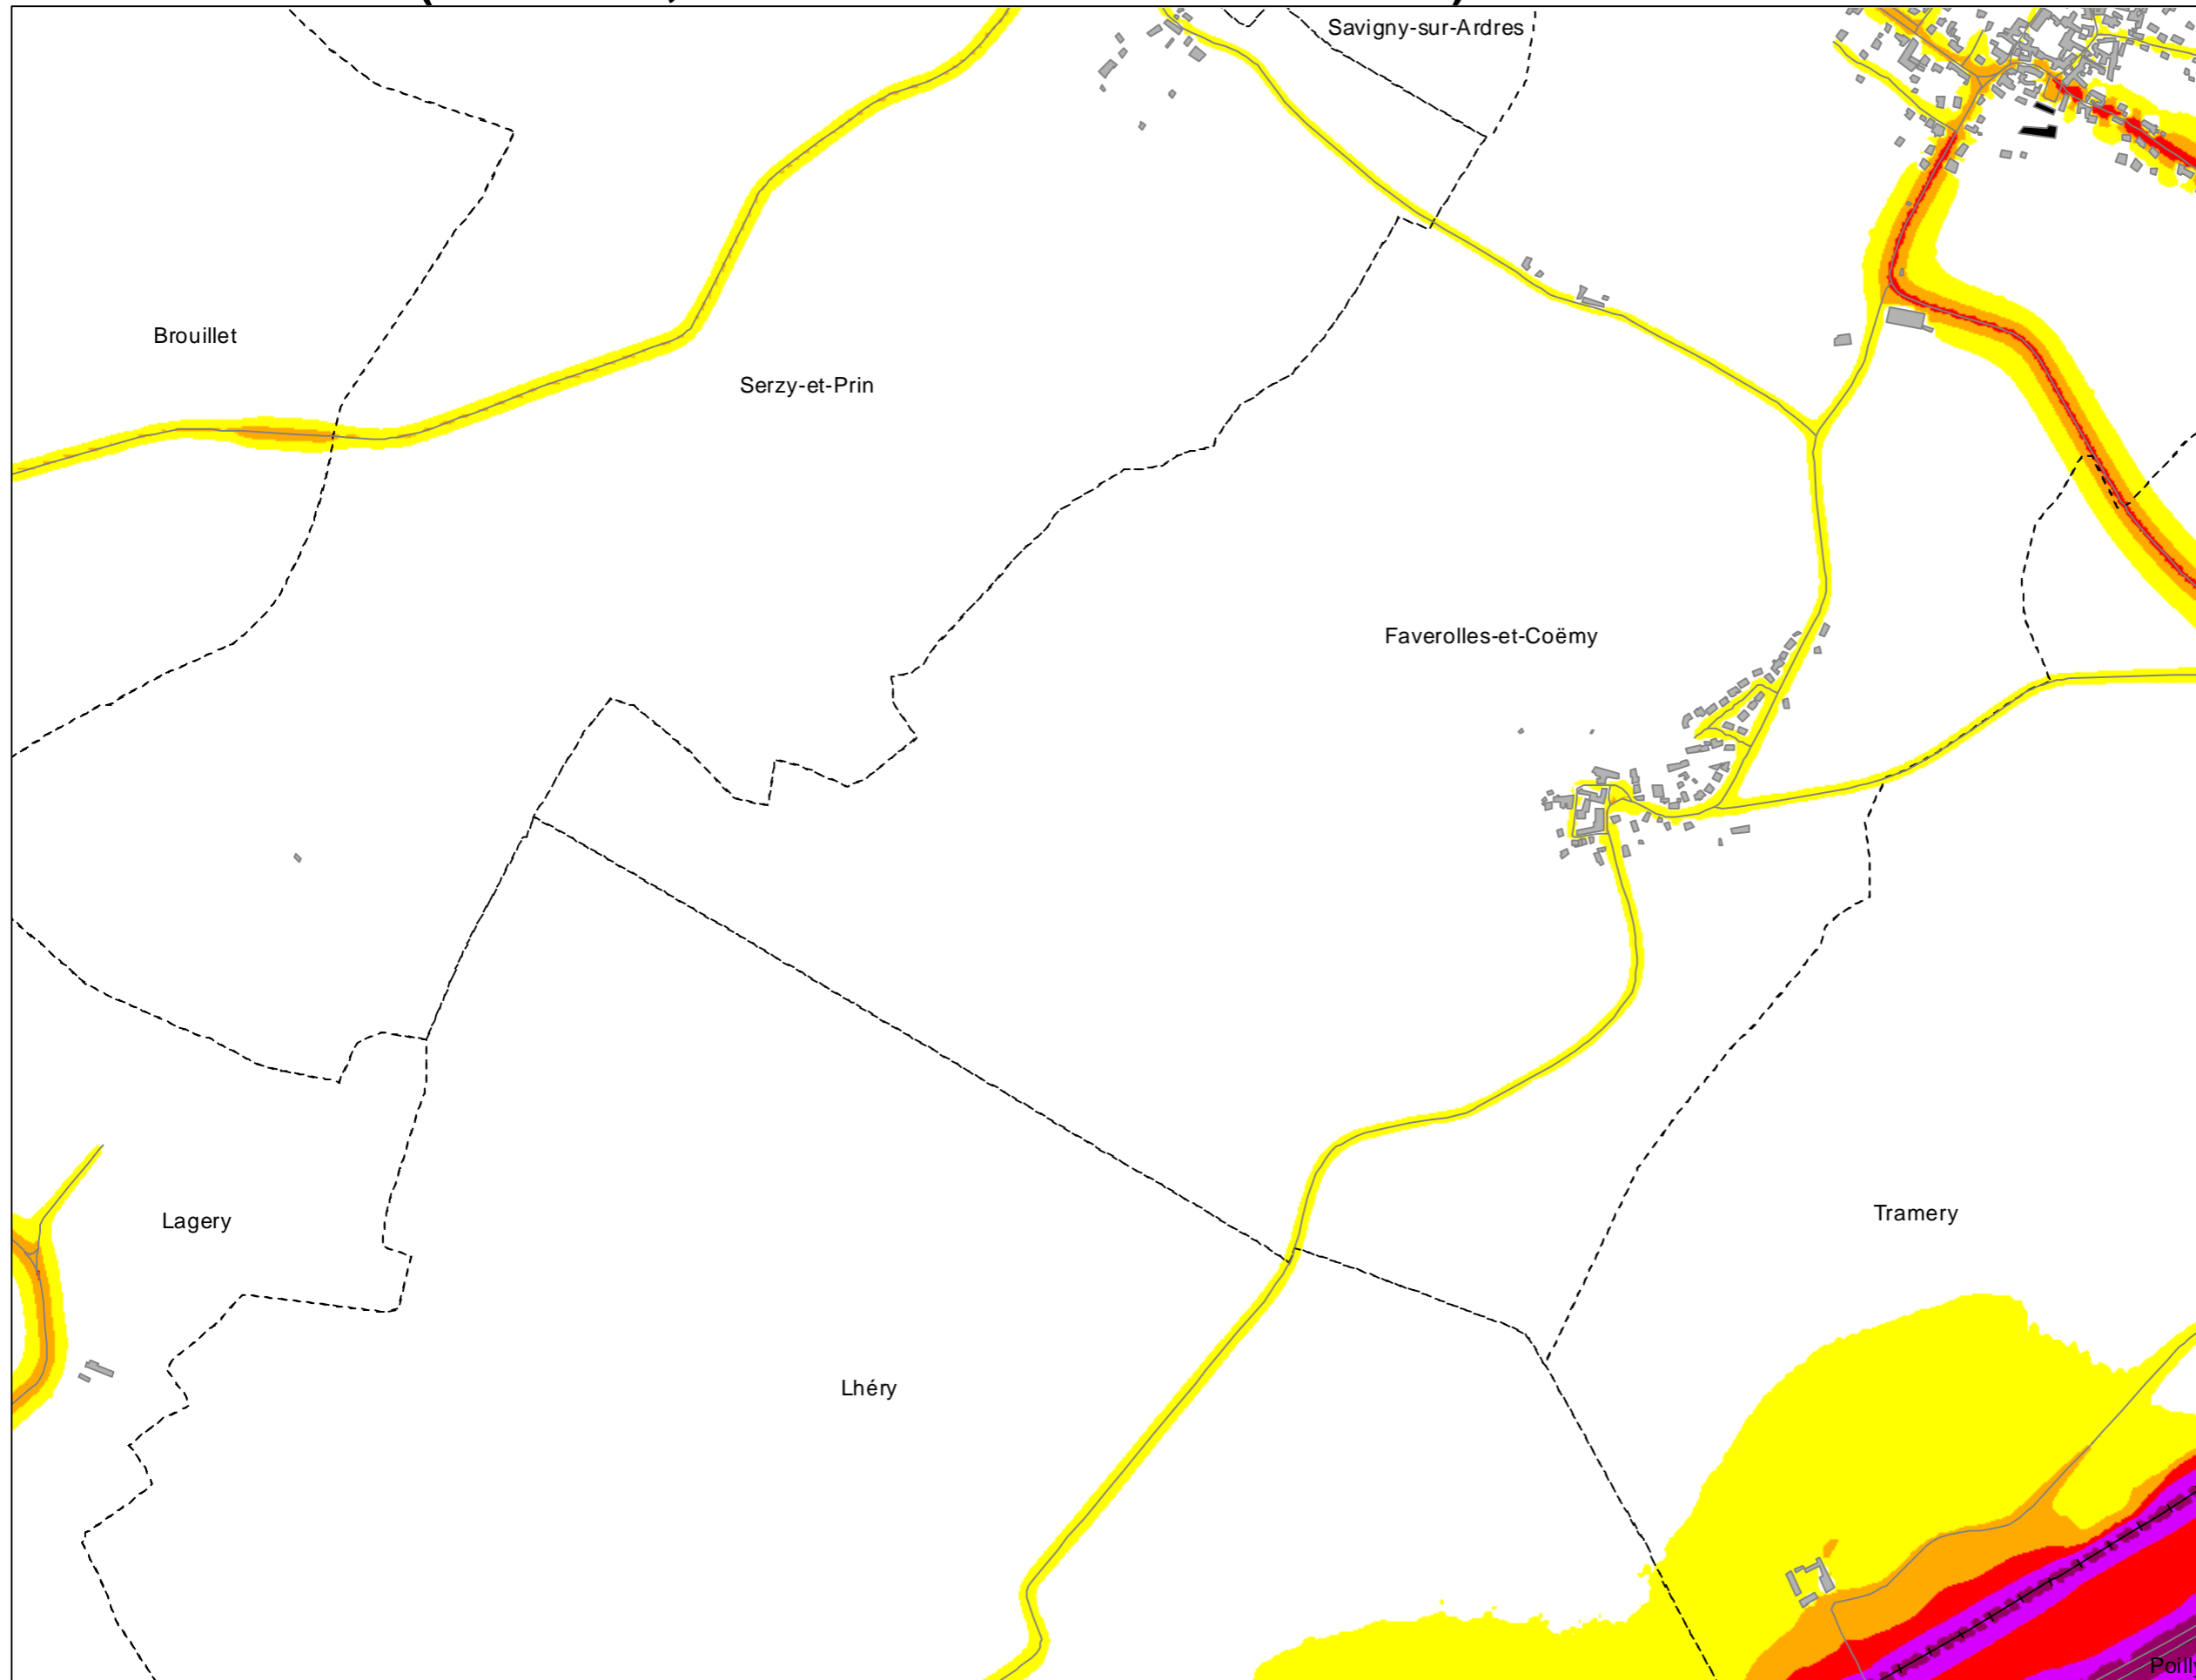 Savigny-sur-Ardres
Brouillet
Serzy-et-Prin
Faverolles-et-Coëmy
Tramery
Lagery
Lhéry